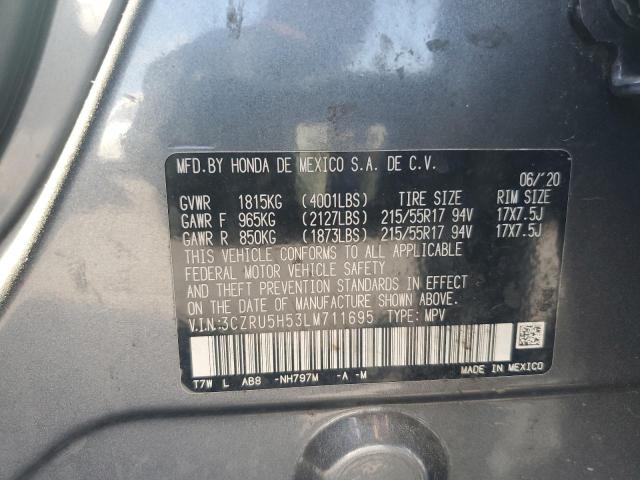 MFD.BY HONDA DE MEXICO S.A. DE C.V.
06/'20
GVWR 1815KG (4001LBS) TIRE SIZE RIM SIZE
GAWR F 965KG (2127LBS) 215/55R17 94V 17X7.5J
GAWR R 850KG (1873LBS) 215/55R17 94V 17X7.5J
THIS VEHICLE CONFORMS TO ALL APPLICABLE
FEDERAL MOTOR VEHICLE SAFETY
AND THEFT PREVENTION STANDARDS IN EFFECT
ON THE DATE OF MANUFACTURE SHOWN ABOVE.
V.I.N.:3CZRU5H53LM711695 TYPE: MPV
T7W L AB8 -NH797M -A -M MADE IN MEXICO